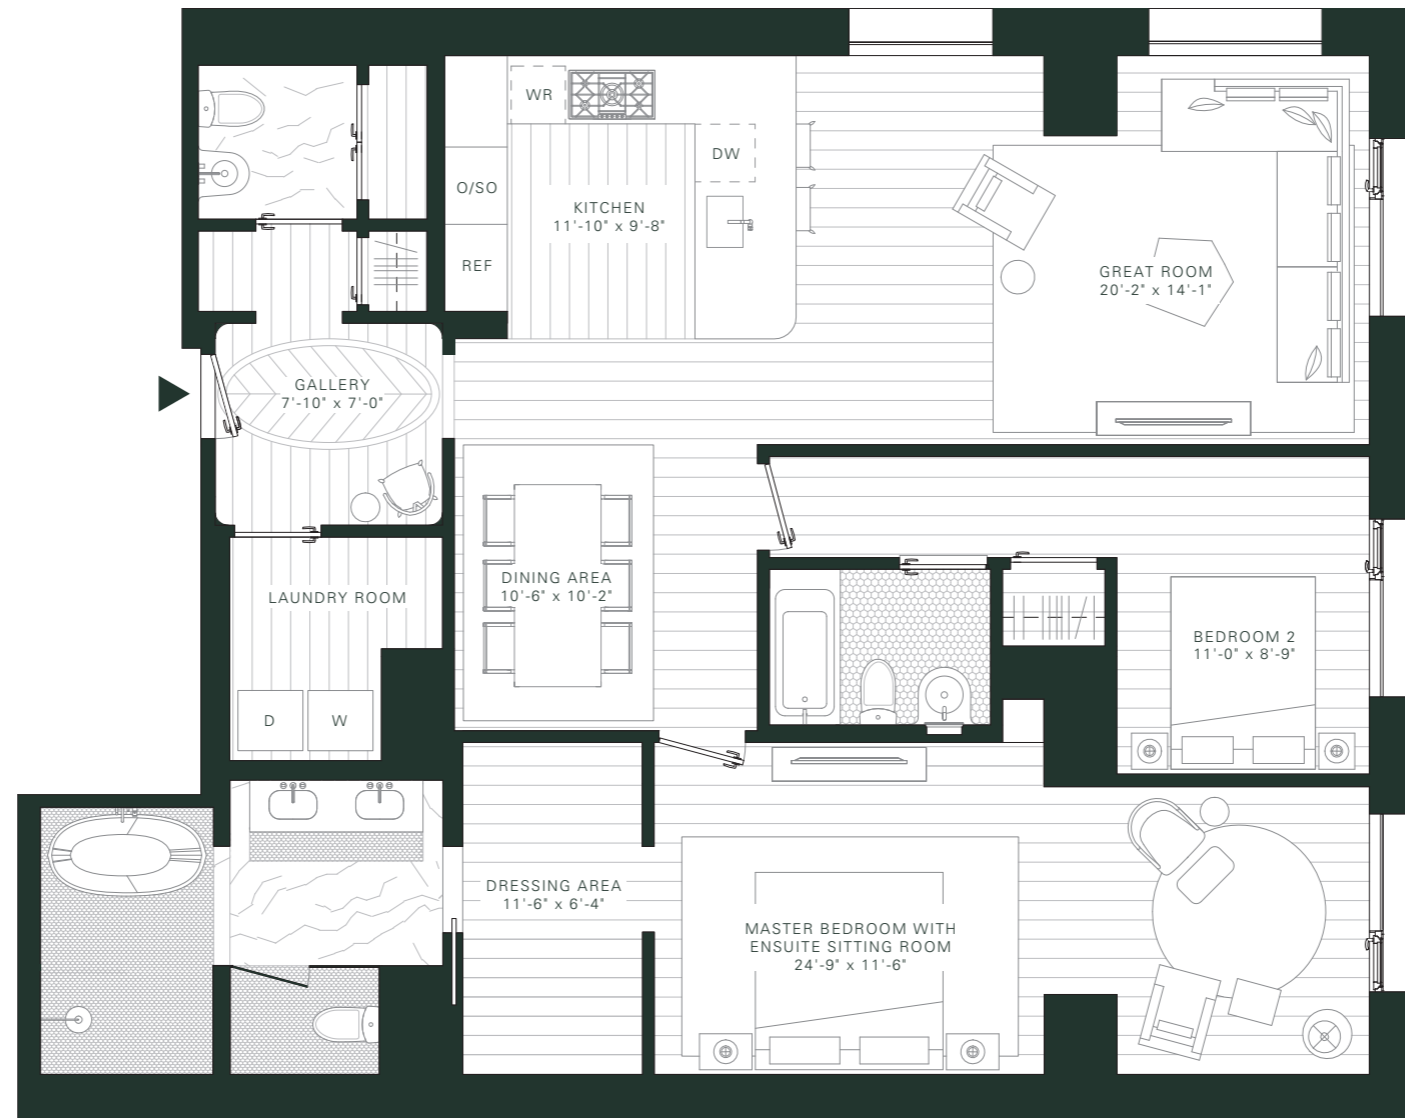 WR
DW
O/SO
KITCHEN
11'-10" x 9'-8"
REF
GREAT ROOM
20'-2" x 14'-1"
GALLERY
7'-10" x 7'-0"
DINING AREA
10'-6" x 10'-2"
LAUNDRY ROOM
BEDROOM 2
11'-0" x 8'-9"
D
W
DRESSING AREA
11'-6" x 6'-4"
MASTER BEDROOM WITH
ENSUITE SITTING ROOM
24'-9" x 11'-6"